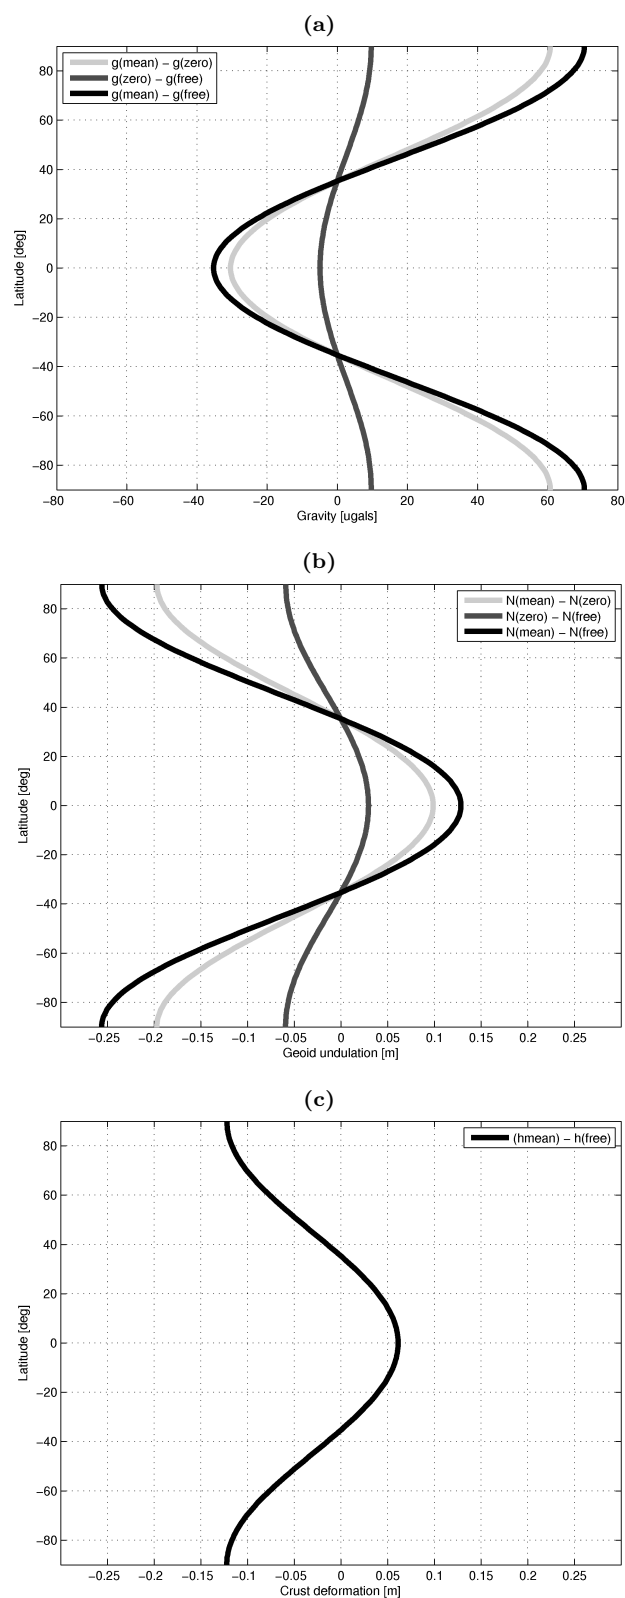 (a)
g(mean) − g(zero)
g(zero) − g(free)
g(mean) − g(free)
80
60
40
20
0
−20
−40
−60
−80
Latitude [deg]
−80 −60 −40 −20 0 20 40 60 80
Gravity [ugals]
(b)
N(mean) − N(zero)
N(zero) − N(free)
N(mean) − N(free)
80
60
40
20
0
−20
−40
−60
−80
Latitude [deg]
−0.25 −0.2 −0.15 −0.1 −0.05 0 0.05 0.1 0.15 0.2 0.25
Geoid undulation [m]
(c)
(hmean) − h(free)
80
60
40
20
0
−20
−40
−60
−80
Latitude [deg]
−0.25 −0.2 −0.15 −0.1 −0.05 0 0.05 0.1 0.15 0.2 0.25
Crust deformation [m]